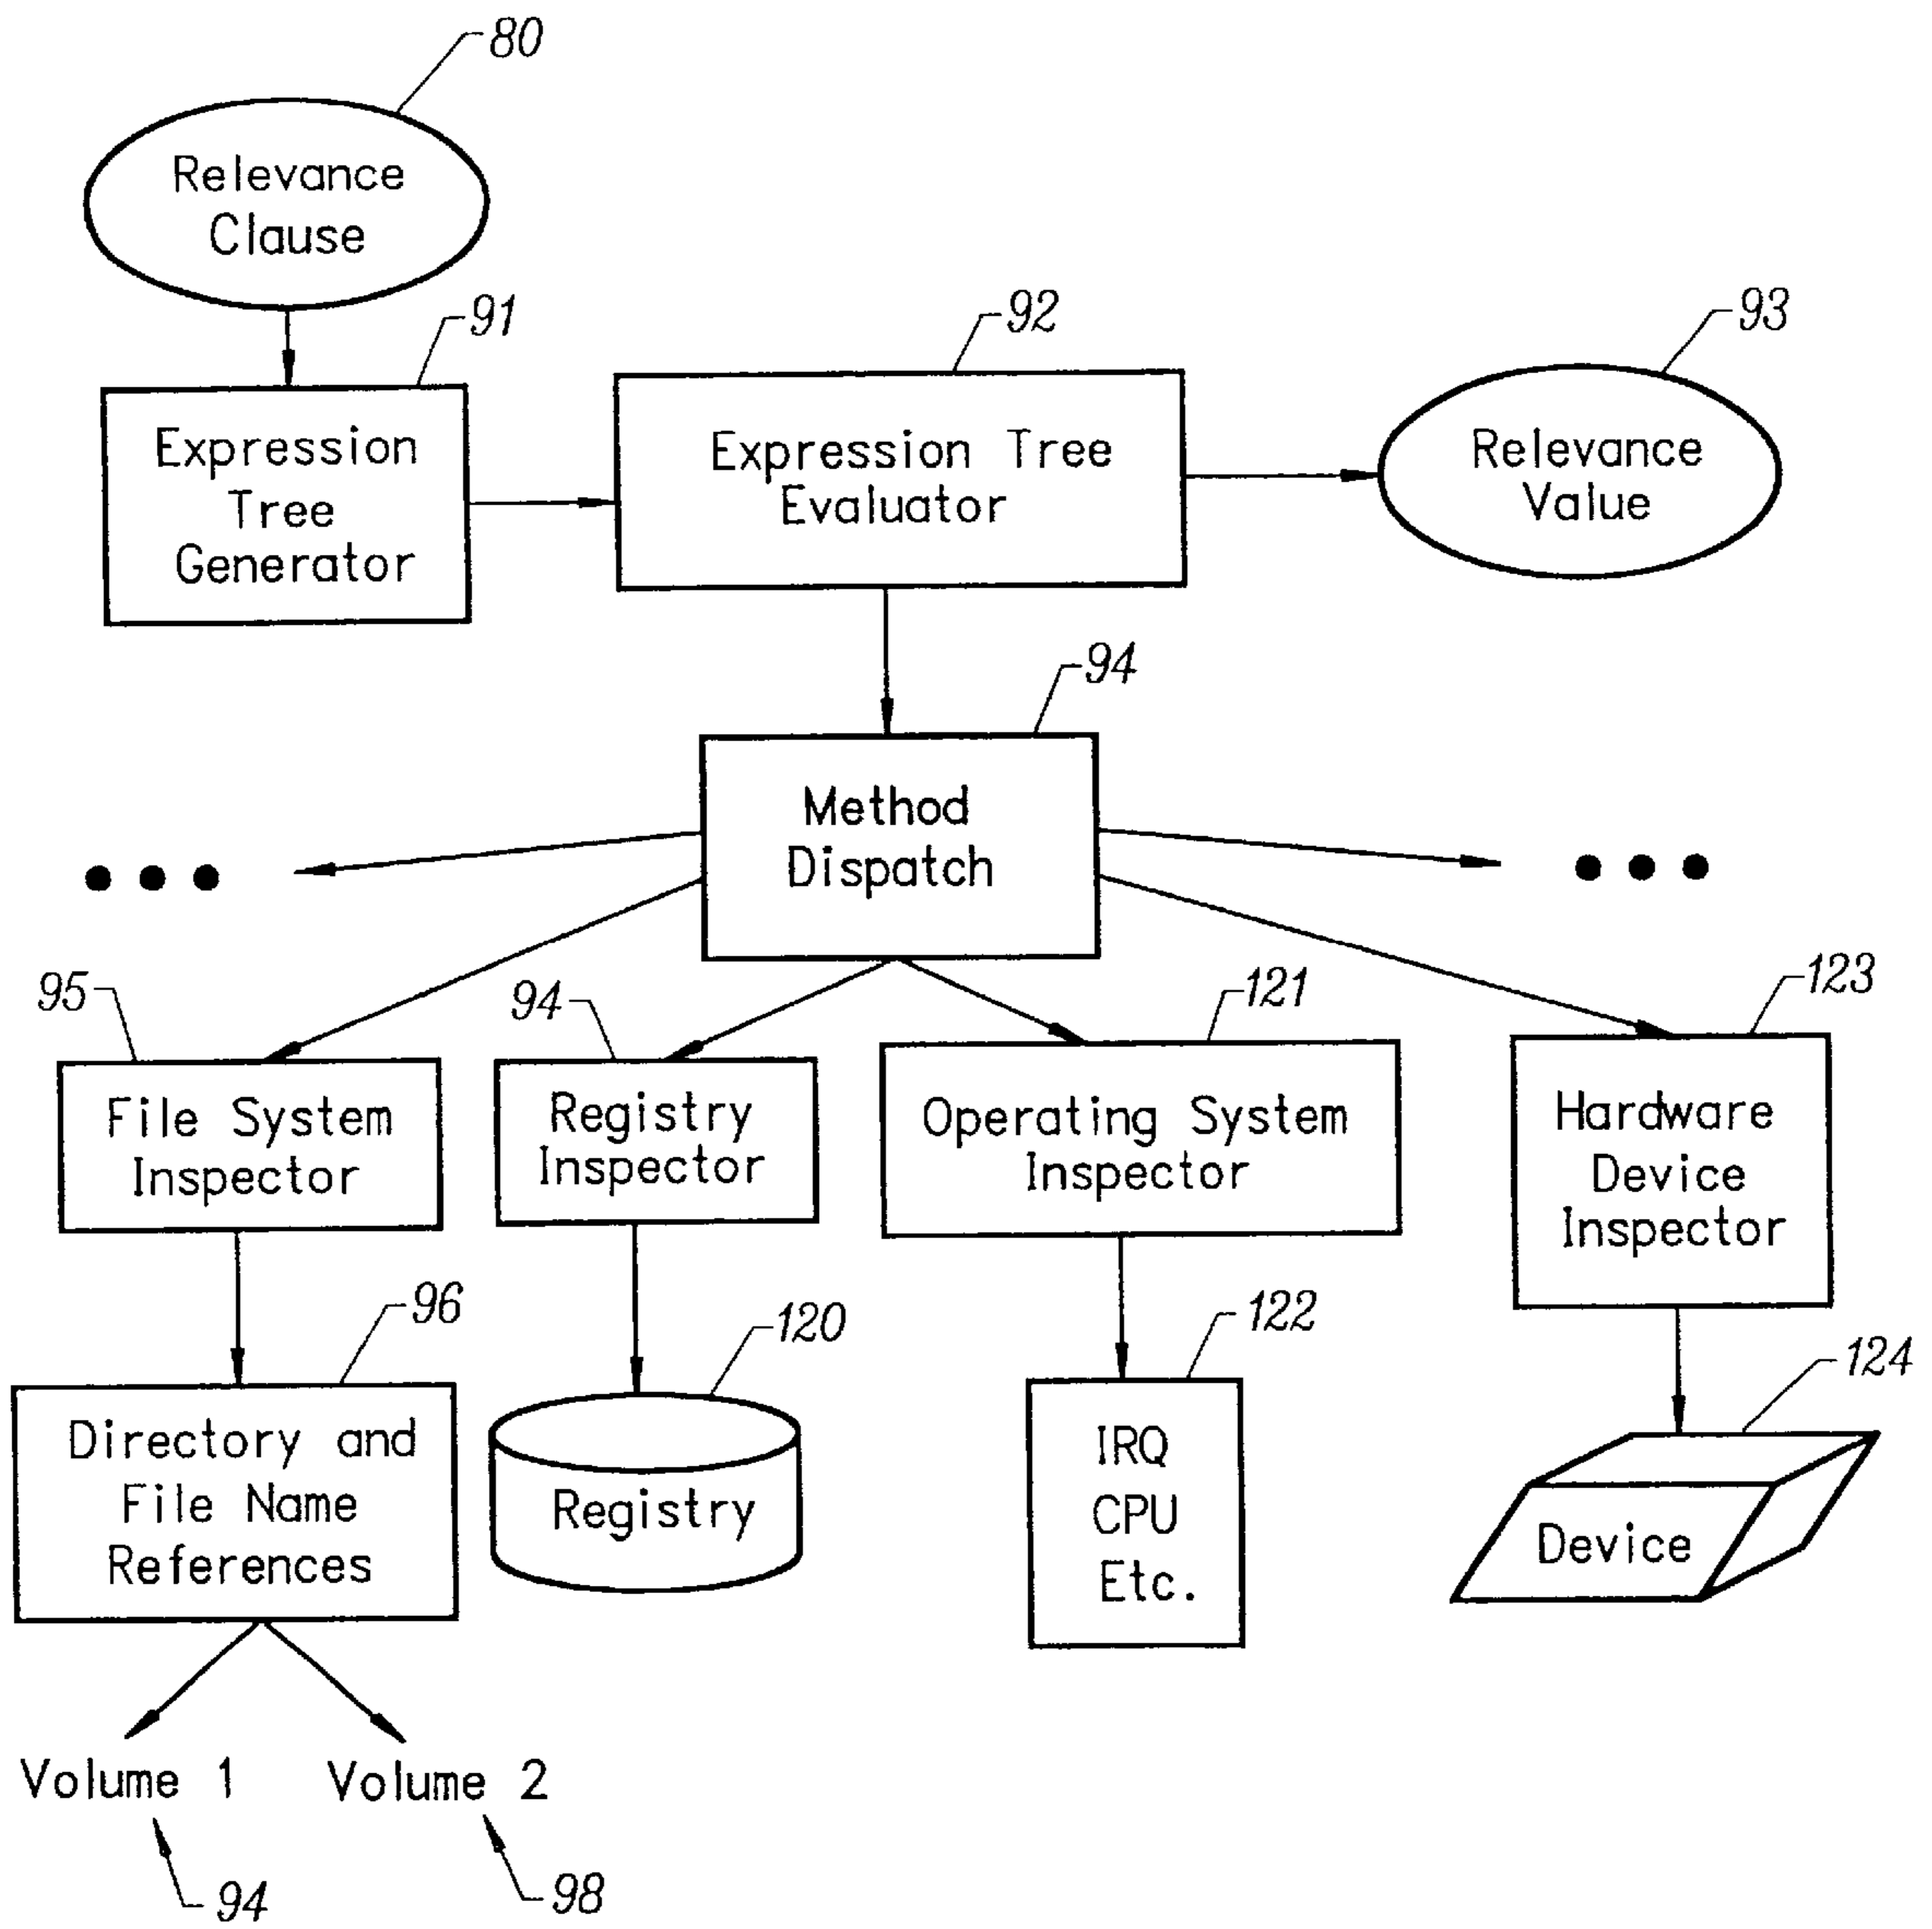 80
Relevance
Clause
91
92
93
Expression
Tree
Generator
Expression Tree
Evaluator
Relevance
Value
94
Method
Dispatch
95
94
121
123
File System
Inspector
Registry
Inspector
Operating System
Inspector
Hardware
Device
Inspector
96
120
122
124
Directory and
File Name
References
Registry
IRQ
CPU
Etc.
Device
Volume 1
Volume 2
94
98